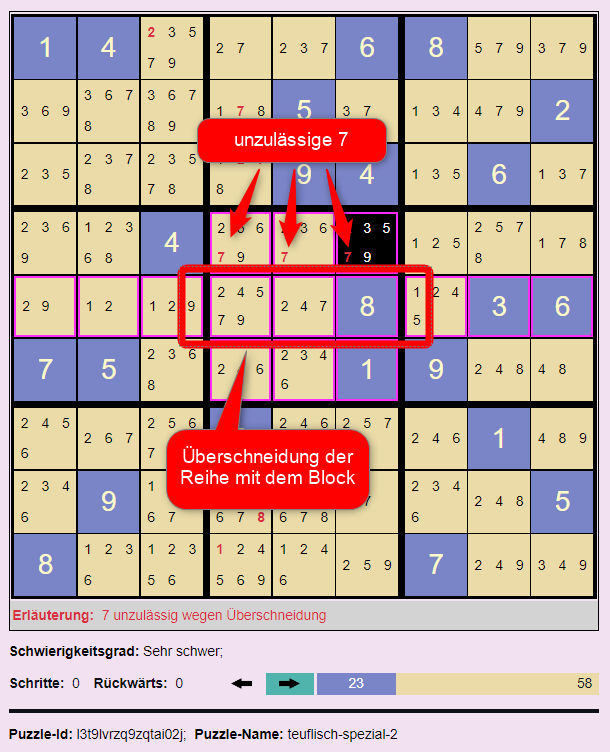 2 3 5
1 4 2 7 2 3 7 6 8 5 7 9 3 7 9
7 9
3 6 7 3 6 7
3 6 9 1 7 8 5 3 7 1 3 4 4 7 9 2
8 8 9
unzulässige 7
2 3 7 2 3 5
2 3 5 9 4 1 3 5 6 1 3 7
8 7 8 8
2 3 6 1 2 3 2 6 3 6 3 5 2 5 7
4 1 2 5 1 7 8
9 6 8 7 9 7 7 9 8
2 4 5 1 2 4
2 9 1 2 1 2 9 2 4 7 8 3 6
7 9 5
2 3 6 2 3 4
7 5 2 6 1 9 2 4 8 4 8
8 6
2 4 5 2 5 6 2 4 6 2 5 7
2 6 7 2 4 6 1 4 8 9
6 7
Überschneidung der
Reihe mit dem Block
2 3 4 1 2 3 4
9 7 2 4 8 5
6 6 7 6 7 8 6 7 8 6
1 2 3 1 2 3 1 2 4 1 2 4
8 2 5 9 7 2 4 9 3 4 9
6 5 6 5 6 9 6
Erläuterung: 7 unzulässig wegen Überschneidung
Schwierigkeitsgrad: Sehr schwer;
Schritte: 0 Rückwärts: 0 23 58
Puzzle-Id: l3t9lvrzq9zqtai02j; Puzzle-Name: teuflisch-spezial-2